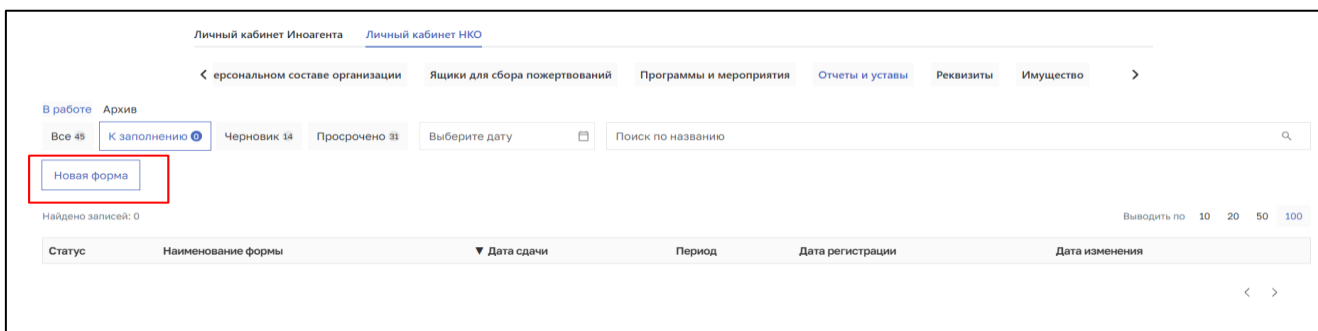 Личный кабинет Иноагента Личный кабинет НКО
ерсональном составе организации Ящики для сбора пожертвований Программы и мероприятия Отчеты и уставы Реквизиты Имущество
В работе Архив
Все 45 К заполнению 0 Черновик 14 Просрочено 31 Выберите дату Поиск по названию
Новая форма
Найдено записей: 0 Выводить по 10 20 50 100
Статус Наименование формы ▼ Дата сдачи Период Дата регистрации Дата изменения